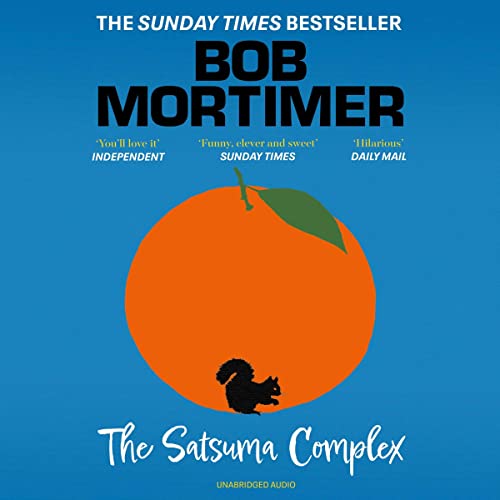 THE SUNDAY TIMES BESTSELLER
BOB
MORTIMER
‘You’ll love it’
INDEPENDENT
‘Funny, clever and sweet’
SUNDAY TIMES
‘Hilarious’
DAILY MAIL
The Satsuma Complex
UNABRIDGED AUDIO